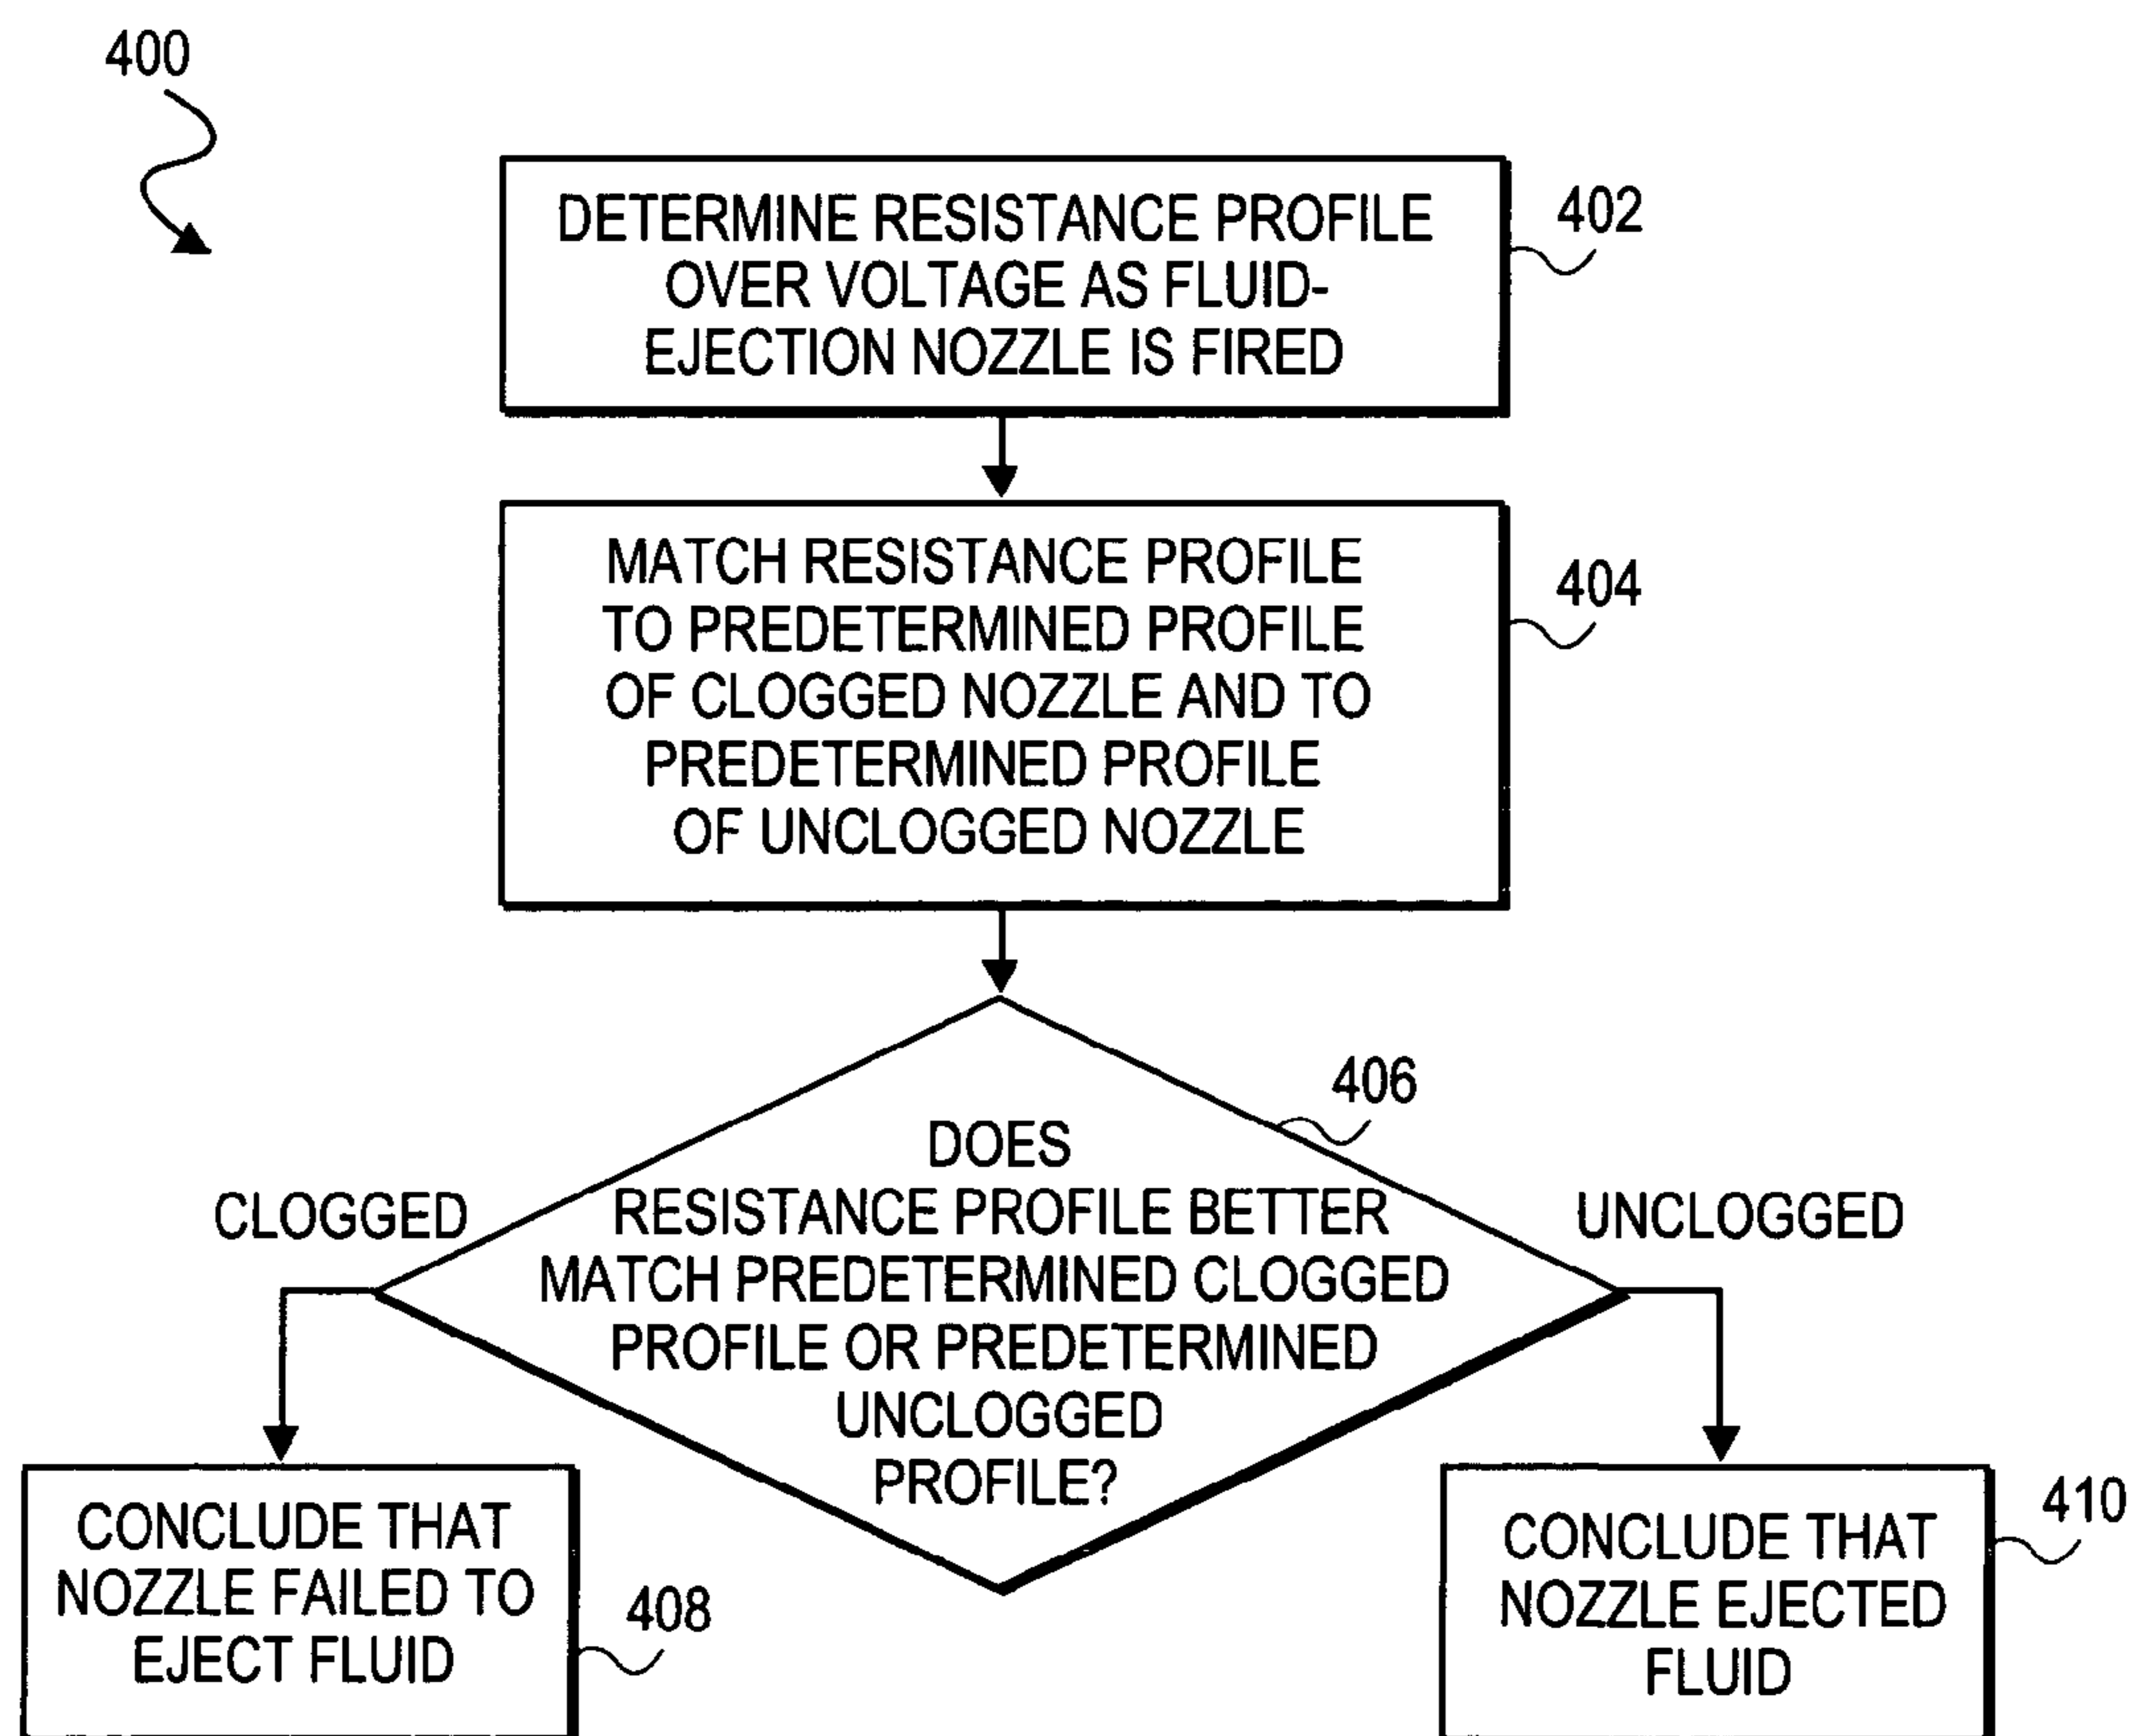 400
DETERMINE RESISTANCE PROFILE
OVER VOLTAGE AS FLUID-
EJECTION NOZZLE IS FIRED
402
MATCH RESISTANCE PROFILE
TO PREDETERMINED PROFILE
OF CLOGGED NOZZLE AND TO
PREDETERMINED PROFILE
OF UNCLOGGED NOZZLE
404
406
DOES
RESISTANCE PROFILE BETTER
MATCH PREDETERMINED CLOGGED
PROFILE OR PREDETERMINED
UNCLOGGED
PROFILE?
CLOGGED
UNCLOGGED
CONCLUDE THAT
NOZZLE FAILED TO
EJECT FLUID
408
CONCLUDE THAT
NOZZLE EJECTED
FLUID
410